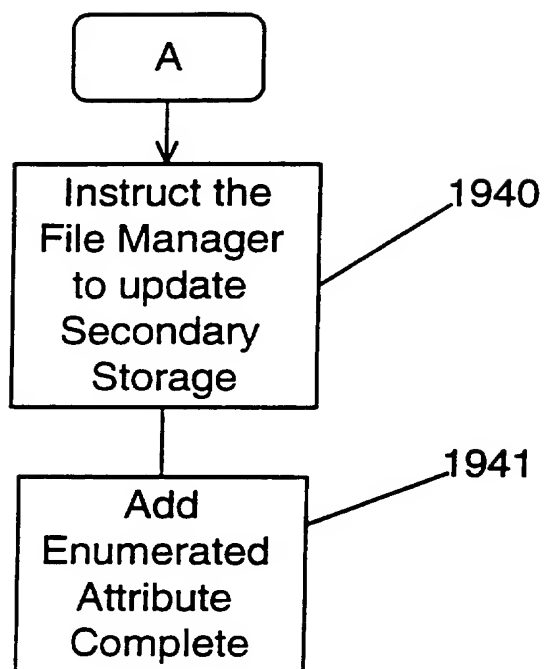 A
Instruct the
File Manager
to update
Secondary
Storage
1940
Add
Enumerated
Attribute
Complete
1941